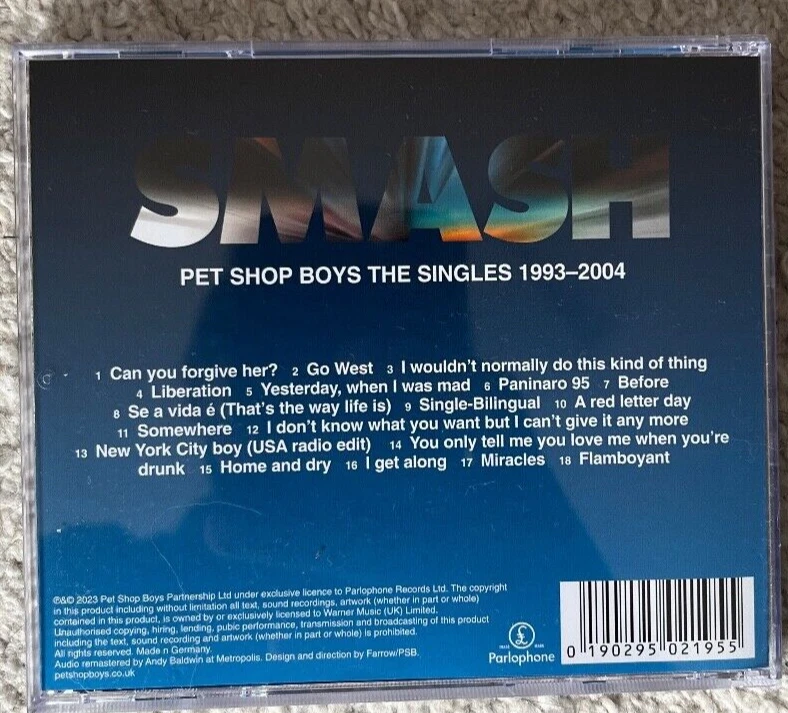 SMASH
PET SHOP BOYS THE SINGLES 1993–2004
1 Can you forgive her? 2 Go West 3 I wouldn't normally do this kind of thing
4 Liberation 5 Yesterday, when I was mad 6 Paninaro 95 7 Before
8 Se a vida é (That's the way life is) 9 Single-Bilingual 10 A red letter day
11 Somewhere 12 I don't know what you want but I can't give it any more
13 New York City boy (USA radio edit) 14 You only tell me you love me when you're
drunk 15 Home and dry 16 I get along 17 Miracles 18 Flamboyant
℗&© 2023 Pet Shop Boys Partnership Ltd under exclusive licence to Parlophone Records Ltd. The copyright
in this product including without limitation all text, sound recordings, artwork (whether in part or whole)
contained in this product, is owned by or exclusively licensed to Warner Music (UK) Limited.
Unauthorised copying, hiring, lending, pubic performance, transmission and broadcasting of this product
including the text, sound recording and artwork (whether in part or whole) is prohibited.
All rights reserved. Made n Germany.
Audio remastered by Andy Baldwin at Metropolis. Design and direction by Farrow/PSB.
petshopboys.co.uk
£
TRADE MARK
Parlophone
0 190295 021955